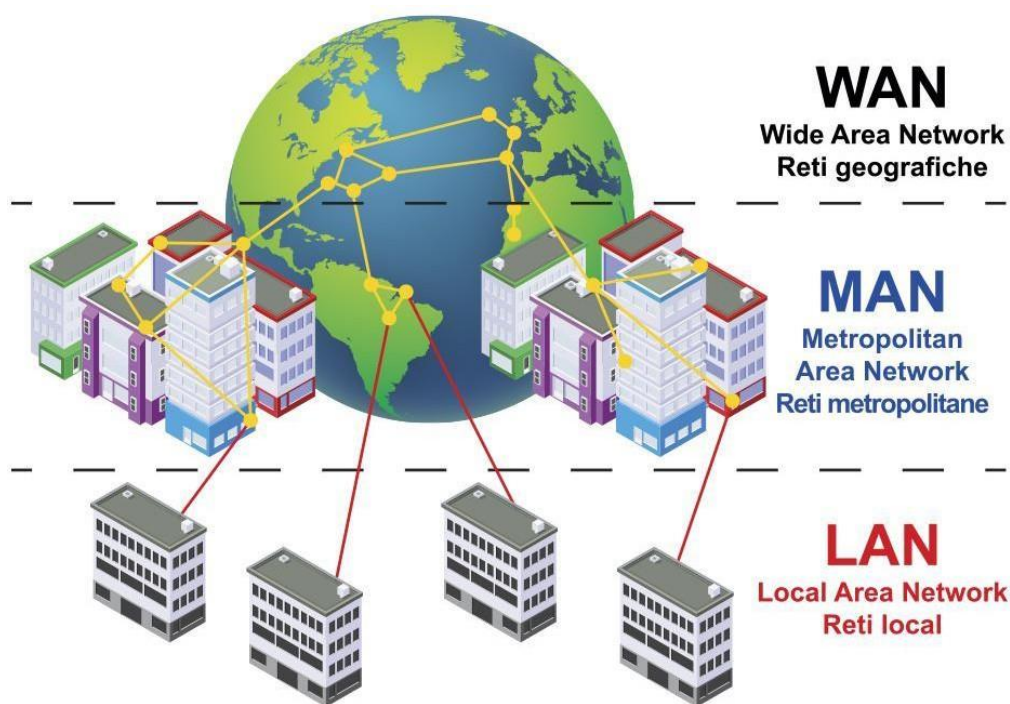 WAN
Wide Area Network
Reti geografiche
MAN
Metropolitan
Area Network
Reti metropolitane
LAN
Local Area Network
Reti local